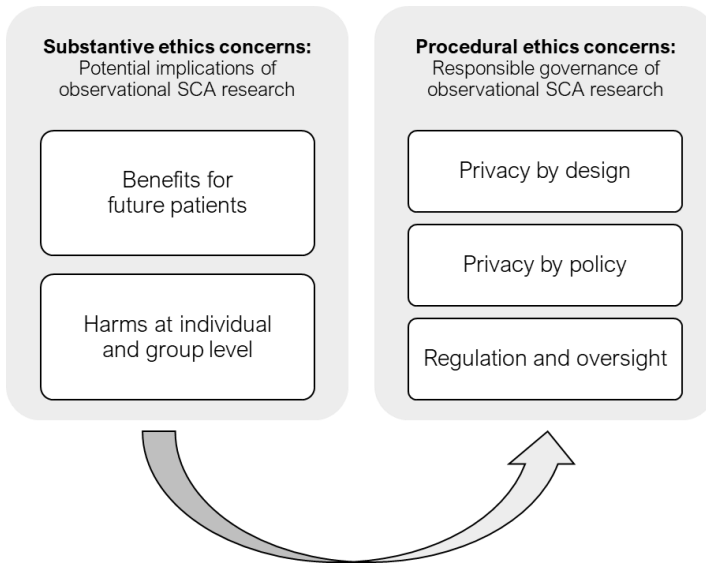 Substantive ethics concerns:
Potential implications of
observational SCA research
Benefits for
future patients
Harms at individual
and group level
Procedural ethics concerns:
Responsible governance of
observational SCA research
Privacy by design
Privacy by policy
Regulation and oversight